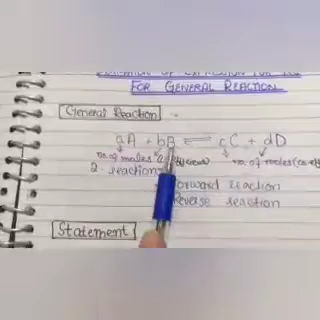 FOR GENERAL REACTION
General Reaction
aA + bB ⇌ cC + dD
no. of moles no. of moles
2 reactions
Forward reaction
Reverse reaction
Statement